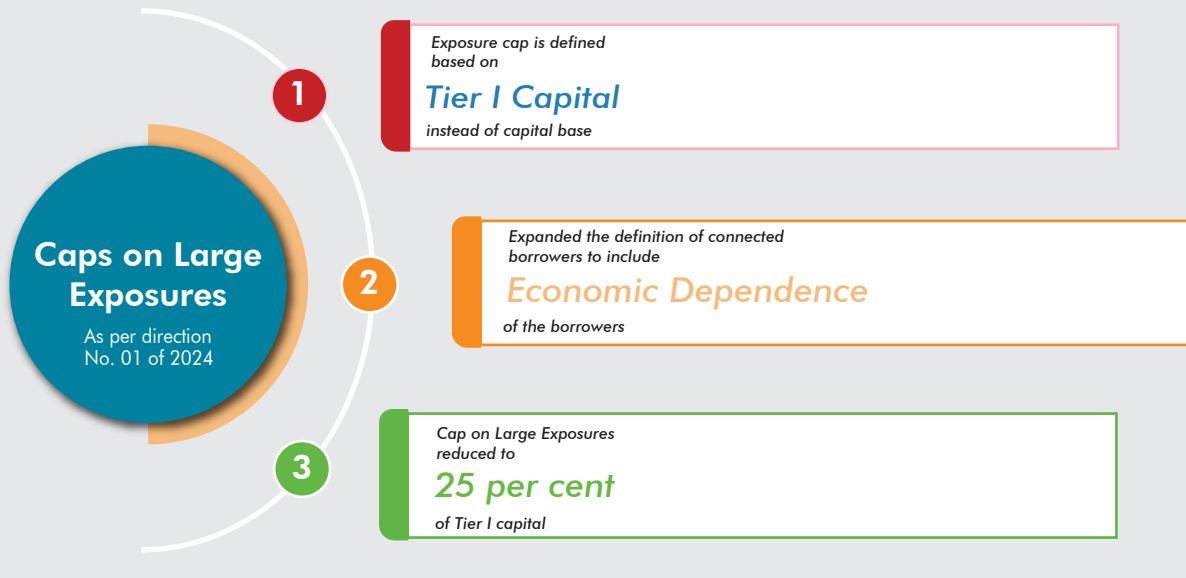 Caps on Large
Exposures
As per direction
No. 01 of 2024
1
Exposure cap is defined
based on
Tier I Capital
instead of capital base
2
Expanded the definition of connected
borrowers to include
Economic Dependence
of the borrowers
3
Cap on Large Exposures
reduced to
25 per cent
of Tier I capital